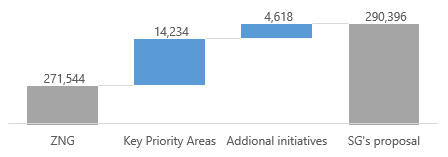 4,618
290,396
14,234
271,544
ZNG
Key Priority Areas
Addional initiatives
SG's proposal